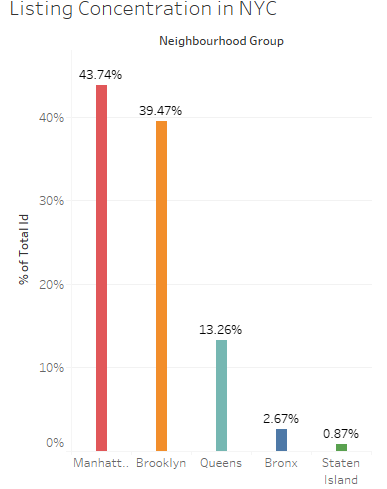 Listing Concentration in NYC
Neighbourhood Group
% of Total Id
43.74%
39.47%
13.26%
2.67%
0.87%
40%
30%
20%
10%
0%
Manhatt.. Brooklyn Queens Bronx Staten
Island